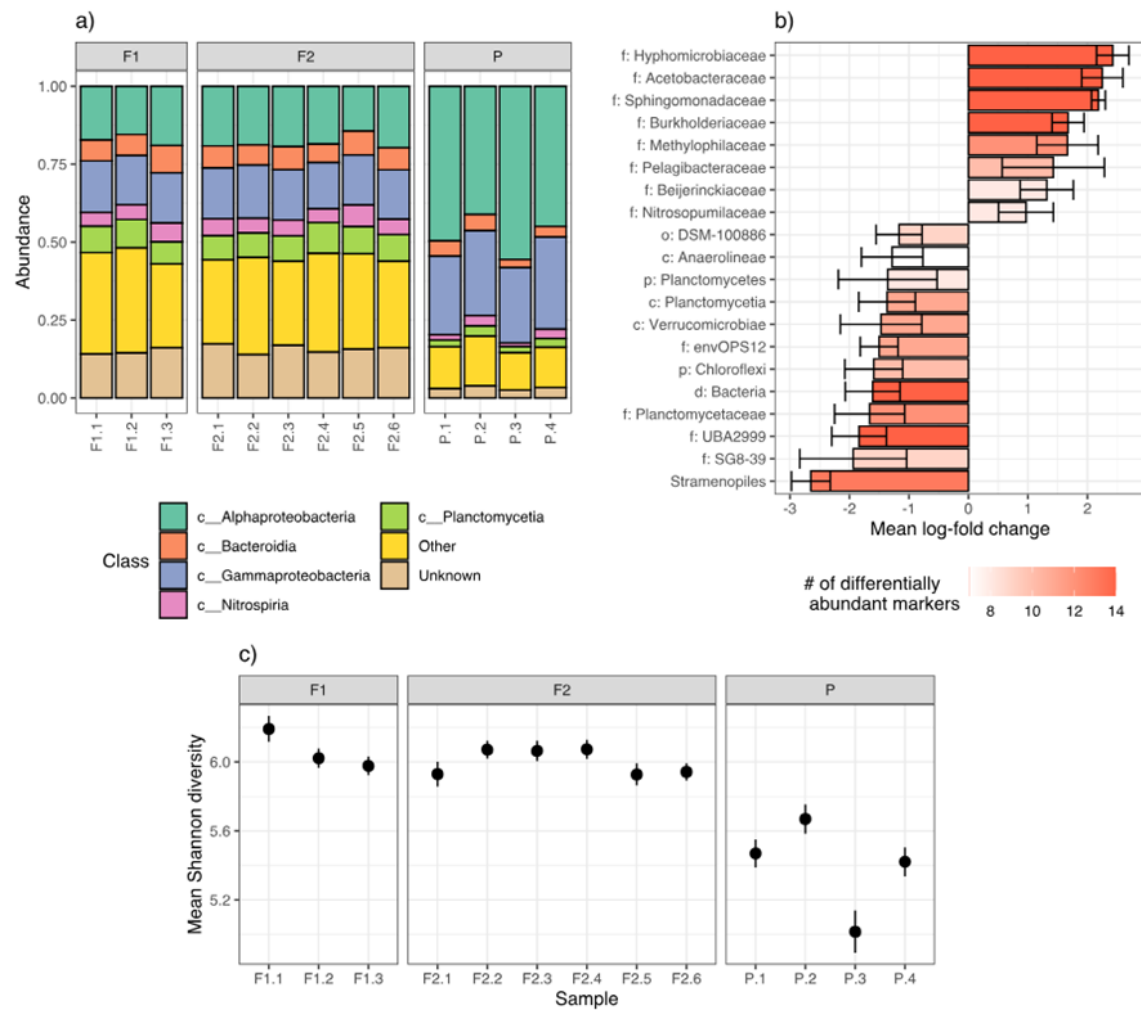 a)
F1
F2
P
Abundance
1.00
0.75
0.50
0.25
0.00
F1.1
F1.2
F1.3
F2.1
F2.2
F2.3
F2.4
F2.5
F2.6
P.1
P.2
P.3
P.4
Class
c__Alphaproteobacteria
c__Bacteroidia
c__Gammaproteobacteria
c__Nitrospiria
c__Planctomycetia
Other
Unknown
b)
f: Hyphomicrobiaceae
f: Acetobacteraceae
f: Sphingomonadaceae
f: Burkholderiaceae
f: Methylophilaceae
f: Pelagibacteraceae
f: Beijerinckiaceae
f: Nitrosopumilaceae
o: DSM-100886
c: Anaerolineae
p: Planctomycetes
c: Planctomycetia
c: Verrucomicrobiae
f: envOPS12
p: Chloroflexi
d: Bacteria
f: Planctomycetaceae
f: UBA2999
f: SG8-39
Stramenopiles
-3 -2 -1 0 1 2
Mean log-fold change
# of differentially
abundant markers
8 10 12 14
c)
F1
F2
P
Mean Shannon diversity
6.0
5.6
5.2
F1.1 F1.2 F1.3 F2.1 F2.2 F2.3 F2.4 F2.5 F2.6 P.1 P.2 P.3 P.4
Sample